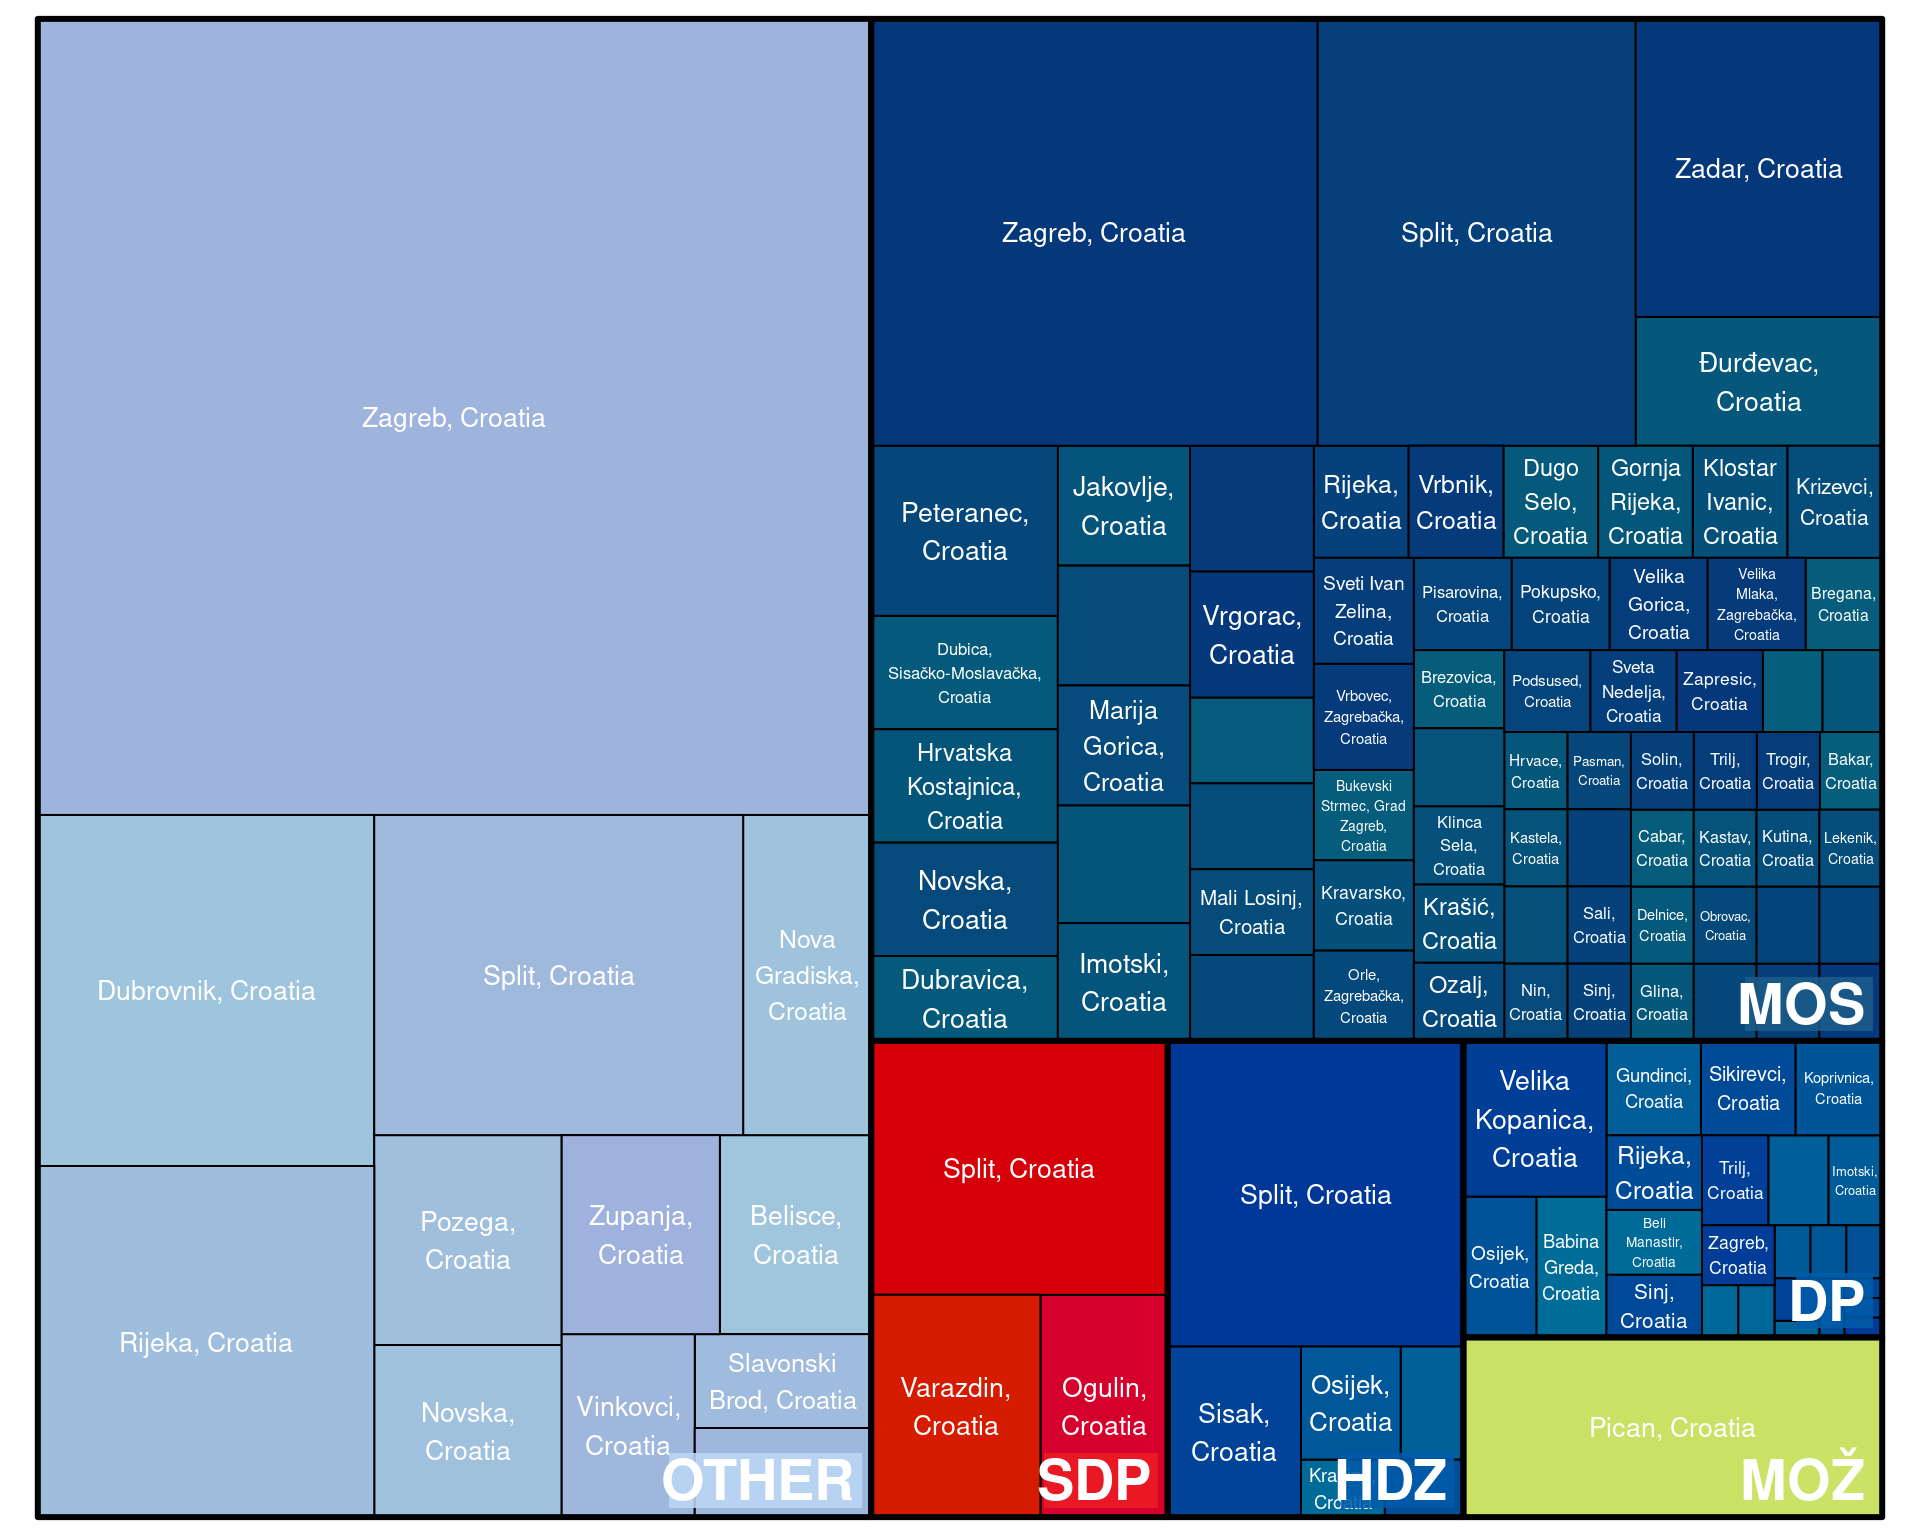 Zagreb, Croatia
Dubrovnik, Croatia
Split, Croatia
Nova
Gradiska,
Croatia
Rijeka, Croatia
Pozega,
Croatia
Zupanja,
Croatia
Belisce,
Croatia
Novska,
Croatia
Vinkovci,
Croatia
Slavonski
Brod, Croatia
OTHER
Zagreb, Croatia
Split, Croatia
Zadar, Croatia
Đurđevac,
Croatia
Peteranec,
Croatia
Dubica,
Sisačko-Moslavačka,
Croatia
Hrvatska
Kostajnica,
Croatia
Novska,
Croatia
Dubravica,
Croatia
Jakovlje,
Croatia
Marija
Gorica,
Croatia
Imotski,
Croatia
Vrgorac,
Croatia
Mali Losinj,
Croatia
Rijeka,
Croatia
Vrbnik,
Croatia
Dugo
Selo,
Croatia
Gornja
Rijeka,
Croatia
Klostar
Ivanic,
Croatia
Krizevci,
Croatia
Sveti Ivan
Zelina,
Croatia
Vrbovec,
Zagrebačka,
Croatia
Bukevski
Strmec, Grad
Zagreb,
Croatia
Kravarsko,
Croatia
Orle,
Zagrebačka,
Croatia
Pisarovina,
Croatia
Pokupsko,
Croatia
Velika
Gorica,
Croatia
Velika
Mlaka,
Zagrebačka,
Croatia
Bregana,
Croatia
Brezovica,
Croatia
Klinca
Sela,
Croatia
Krašić,
Croatia
Ozalj,
Croatia
Podsused,
Croatia
Sveta
Nedelja,
Croatia
Zapresic,
Croatia
Hrvace,
Croatia
Pasman,
Croatia
Solin,
Croatia
Trilj,
Croatia
Trogir,
Croatia
Bakar,
Croatia
Kastela,
Croatia
Cabar,
Croatia
Kastav,
Croatia
Kutina,
Croatia
Lekenik,
Croatia
Sali,
Croatia
Delnice,
Croatia
Obrovac,
Croatia
Nin,
Croatia
Sinj,
Croatia
Glina,
Croatia
MOS
Split, Croatia
Varazdin,
Croatia
Ogulin,
Croatia
SDP
Split, Croatia
Sisak,
Croatia
Osijek,
Croatia
Croatia
HDZ
Velika
Kopanica,
Croatia
Osijek,
Croatia
Babina
Greda,
Croatia
Gundinci,
Croatia
Sikirevci,
Croatia
Koprivnica,
Croatia
Rijeka,
Croatia
Beli
Manastir,
Croatia
Sinj,
Croatia
Trilj,
Croatia
Imotski,
Croatia
Zagreb,
Croatia
DP
Pican, Croatia
MOŽ